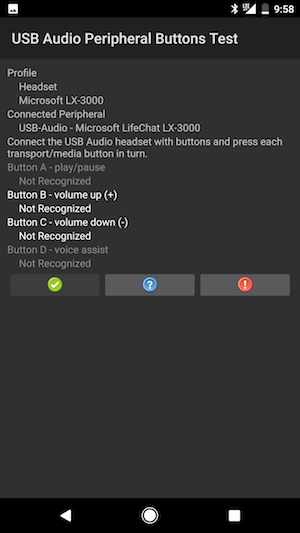 9:58
USB Audio Peripheral Buttons Test
Profile
Headset
Microsoft LX-3000
Connected Peripheral
USB-Audio - Microsoft LifeChat LX-3000
Connect the USB Audio headset with buttons and press each
transport/media button in turn.
Button A - play/pause
Not Recognized
Button B - volume up (+)
Not Recognized
Button C - volume down (-)
Not Recognized
Button D - voice assist
Not Recognized